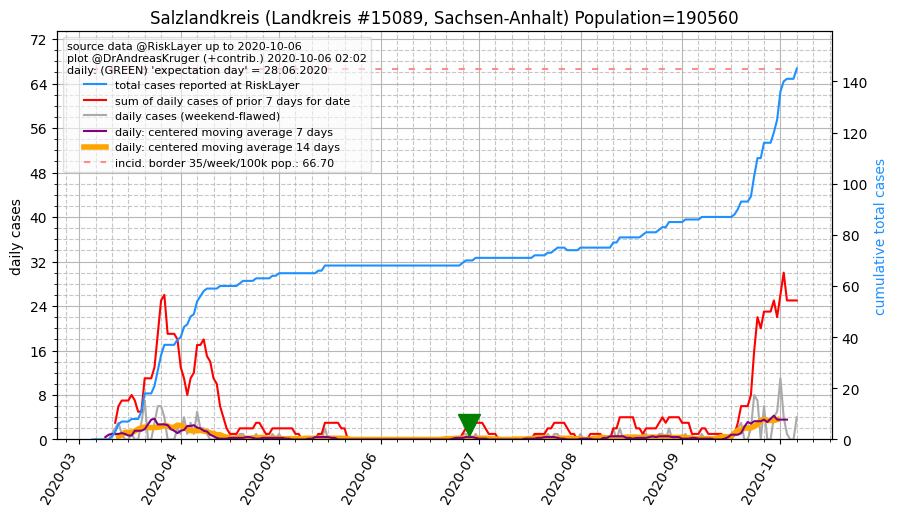 Salzlandkreis (Landkreis #15089, Sachsen-Anhalt) Population=190560
source data @RiskLayer up to 2020-10-06
plot @DrAndreasKruger (+contrib.) 2020-10-06 02:02
daily: (GREEN) 'expectation day' = 28.06.2020
total cases reported at RiskLayer
sum of daily cases of prior 7 days for date
daily cases (weekend-flawed)
daily: centered moving average 7 days
daily: centered moving average 14 days
incid. border 35/week/100k pop.: 66.70
daily cases
72
64
56
48
40
32
24
16
8
0
cumulative total cases
140
120
100
80
60
40
20
0
2020-03
2020-04
2020-05
2020-06
2020-07
2020-08
2020-09
2020-10